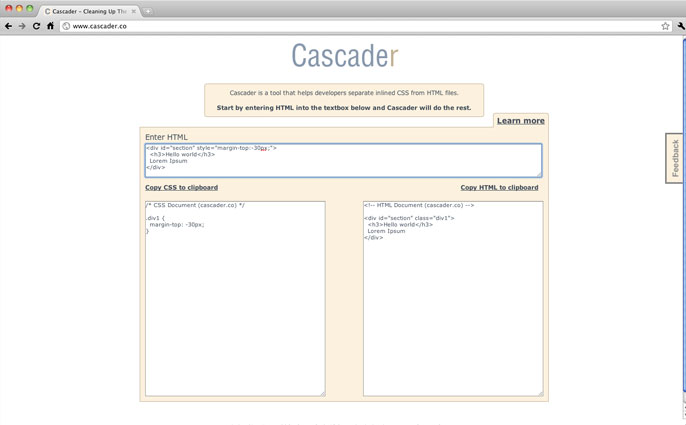 Cascader – Cleaning Up The
www.cascader.co
Cascader
Cascader is a tool that helps developers separate inlined CSS from HTML files.
Start by entering HTML into the textbox below and Cascader will do the rest.
Learn more
Feedback
Enter HTML
<div id="section" style="margin-top:-30px;">
<h3>Hello world</h3>
Lorem Ipsum
</div>
Copy CSS to clipboard
Copy HTML to clipboard
/* CSS Document (cascader.co) */
.div1 {
margin-top: -30px;
}
<!-- HTML Document (cascader.co) -->
<div id="section" class="div1">
<h3>Hello world</h3>
Lorem Ipsum
</div>